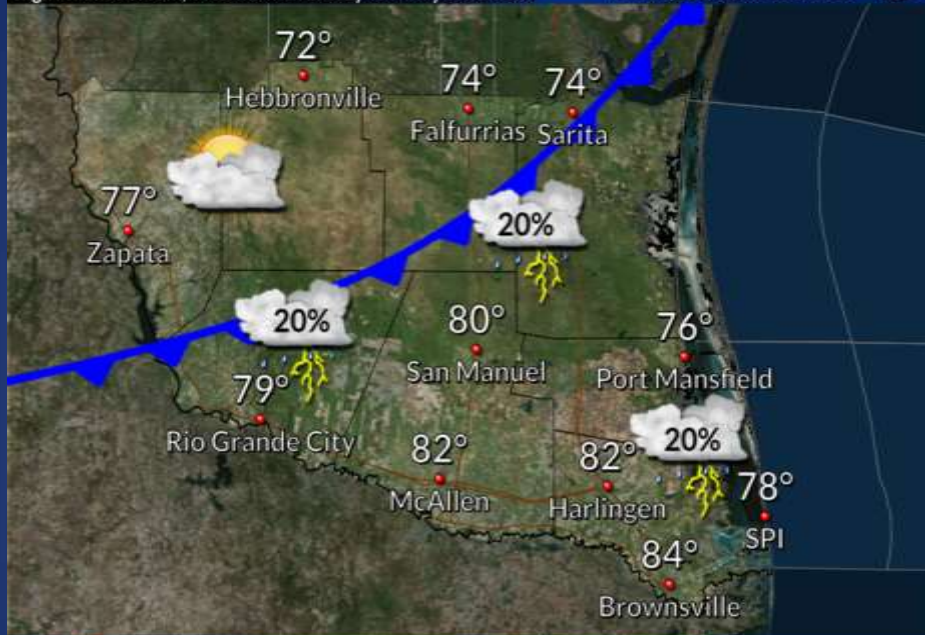 72°
Hebbronville
74°
Falfurrias
74°
Sarita
77°
Zapata
20%
20%
80°
San Manuel
76°
Port Mansfield
79°
Rio Grande City
82°
McAllen
82°
Harlingen
20%
78°
SPI
84°
Brownsville